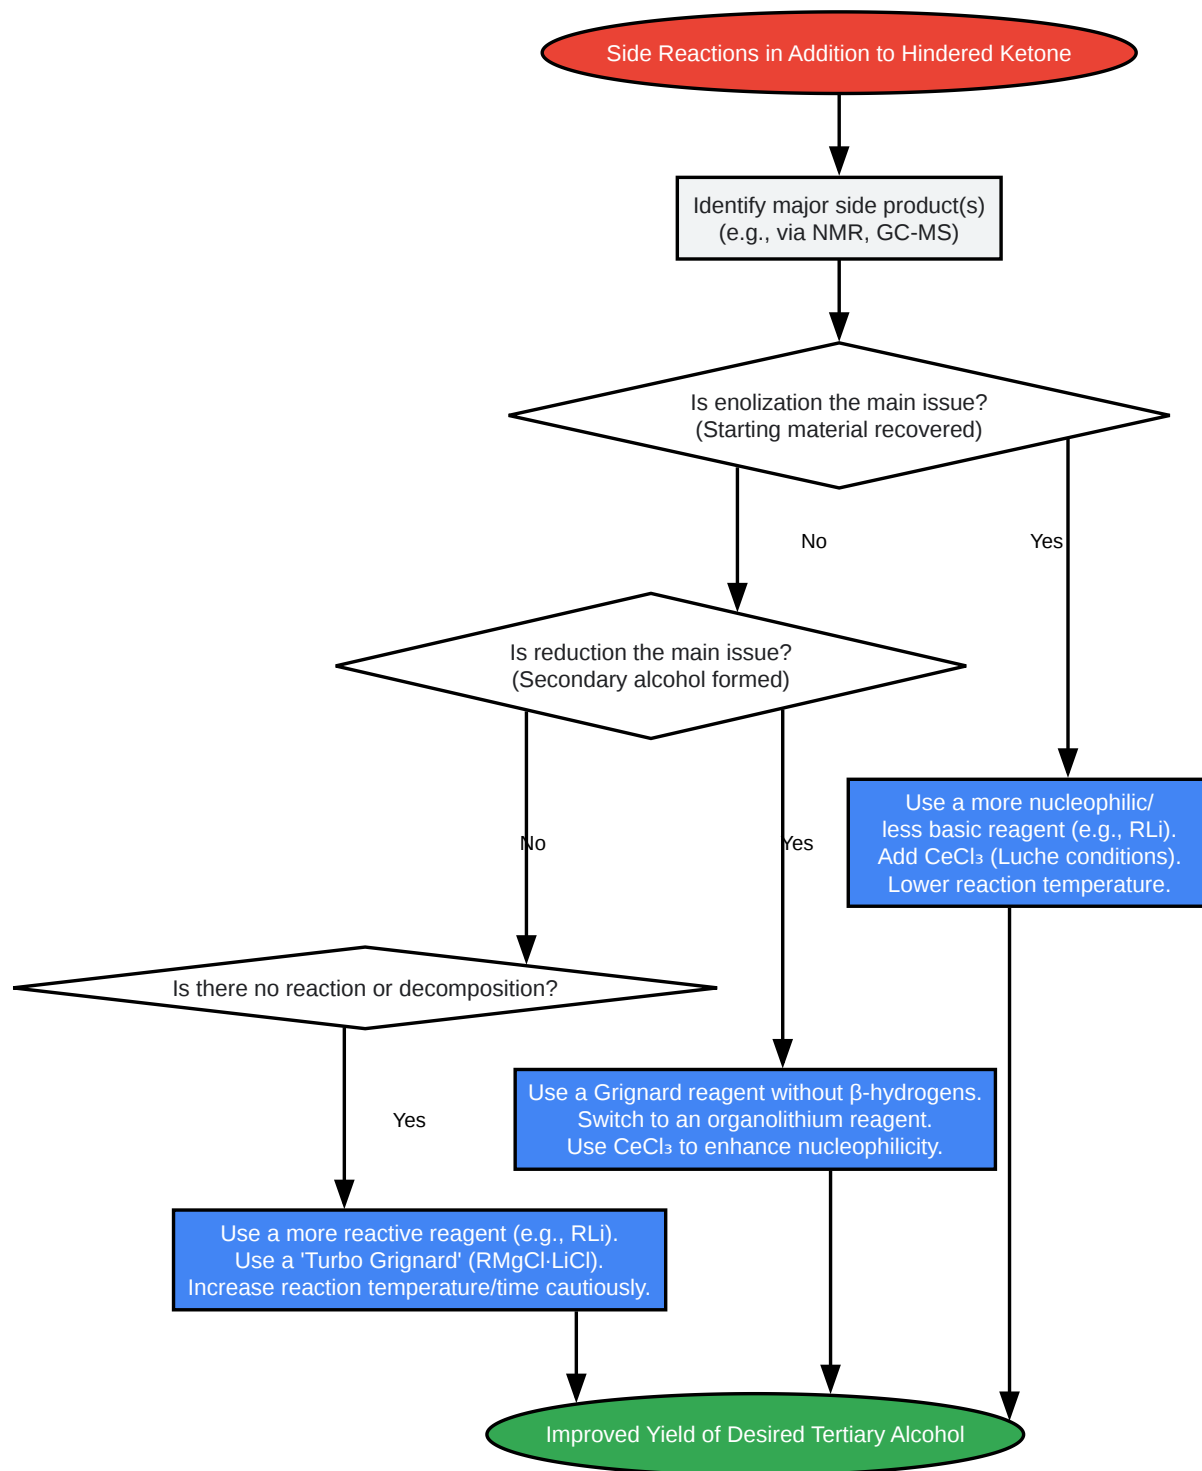 Side Reactions in Addition to Hindered Ketone
Identify major side product(s)
(e.g., via NMR, GC-MS)
Is enolization the main issue?
(Starting material recovered)
No
Yes
Is reduction the main issue?
(Secondary alcohol formed)
Use a more nucleophilic/
less basic reagent (e.g., RLi).
Add CeCl₃ (Luche conditions).
Lower reaction temperature.
No
Yes
Is there no reaction or decomposition?
Use a Grignard reagent without β-hydrogens.
Switch to an organolithium reagent.
Use CeCl₃ to enhance nucleophilicity.
Yes
Use a more reactive reagent (e.g., RLi).
Use a 'Turbo Grignard' (RMgCl·LiCl).
Increase reaction temperature/time cautiously.
Improved Yield of Desired Tertiary Alcohol